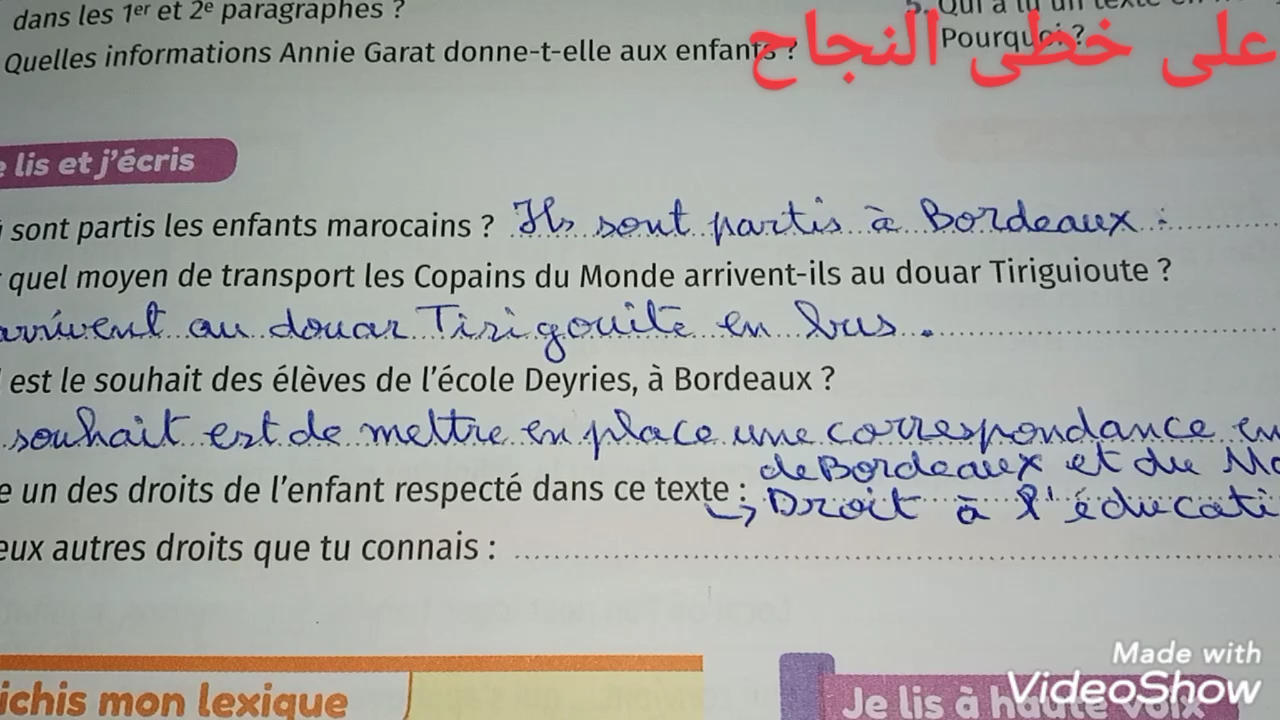 dans les 1er et 2e paragraphes ?
5. Qui a lu un texte en
Quelles informations Annie Garat donne-t-elle aux enfants ?
Pourquoi ?
على خطى النجاح
lis et j'écris
sont partis les enfants marocains ? Ils sont partis à Bordeaux .
quel moyen de transport les Copains du Monde arrivent-ils au douar Tiriguioute ?
arrivent au douar Tirigouite en bus .
est le souhait des élèves de l'école Deyries, à Bordeaux ?
souhait est de mettre en place une correspondance
de Bordeaux et du
un des droits de l'enfant respecté dans ce texte :
Droit à l'éducati
eux autres droits que tu connais :
ichis mon lexique
Je lis à haute voix
Made with
VideoShow